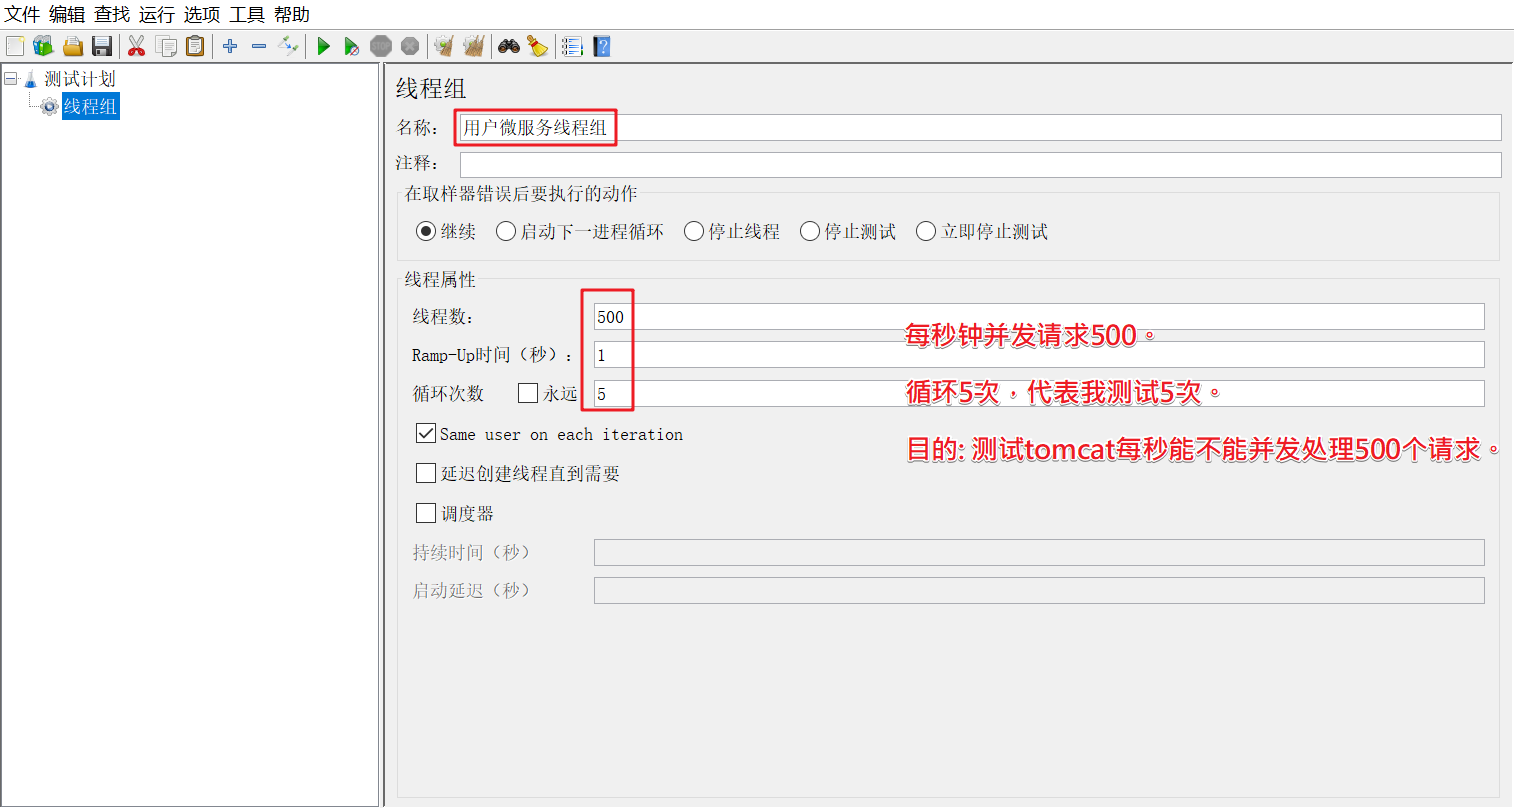 文件 编辑 查找 运行 选项 工具 帮助
STOP
测试计划
线程组
线程组
名称： 用户微服务线程组
注释：
在取样器错误后要执行的动作
继续 启动下一进程循环 停止线程 停止测试 立即停止测试
线程属性
线程数： 500
Ramp-Up时间（秒）： 1
每秒钟并发请求500。
循环次数 永远 5
循环5次，代表我测试5次。
Same user on each iteration
目的: 测试tomcat每秒能不能并发处理500个请求。
延迟创建线程直到需要
调度器
持续时间（秒）
启动延迟（秒）